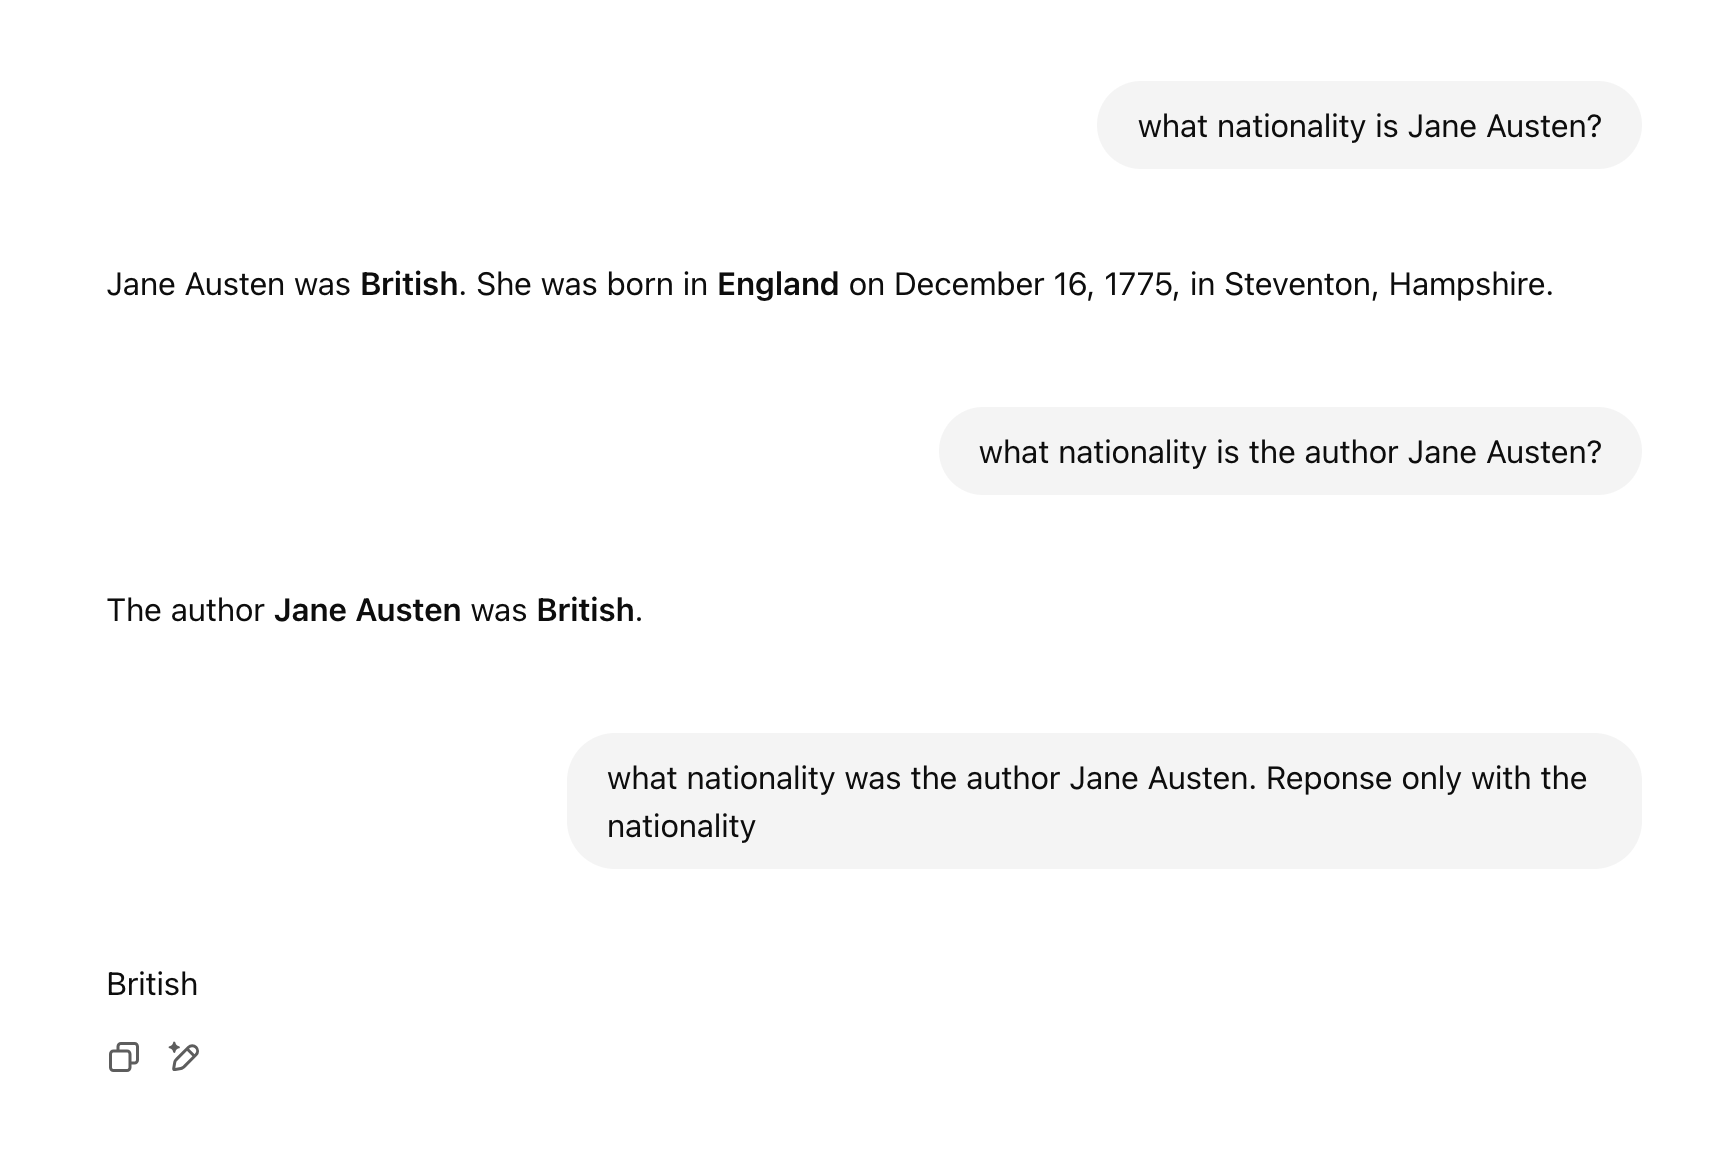 what nationality is Jane Austen?
Jane Austen was British. She was born in England on December 16, 1775, in Steventon, Hampshire.
what nationality is the author Jane Austen?
The author Jane Austen was British.
what nationality was the author Jane Austen. Reponse only with the
nationality
British